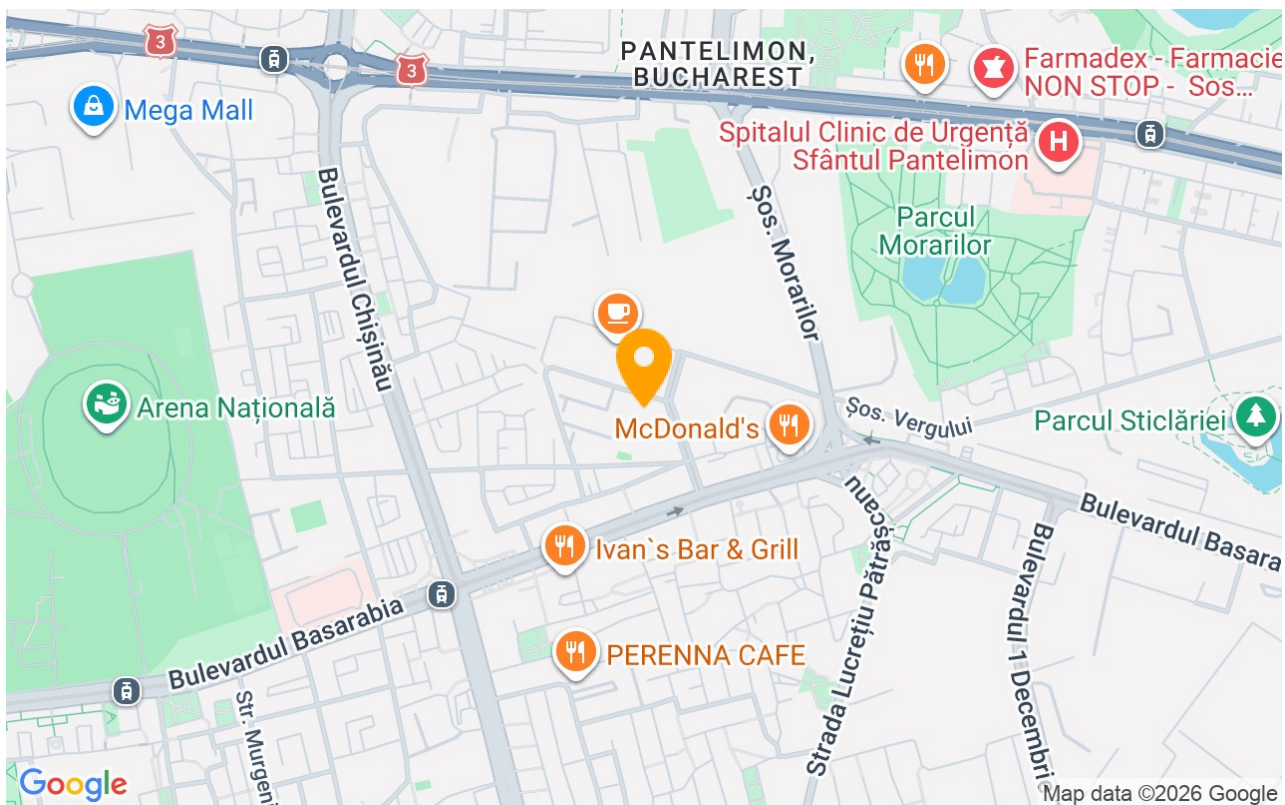 3
3
PANTELIMON,
BUCHAREST
Farmadex - Farmacie
NON STOP - Sos...
Mega Mall
Spitalul Clinic de Urgență
Sfântul Pantelimon
H
Bulevardul Chișinău
Șos. Morarilor
Parcul
Morarilor
Arena Națională
McDonald's
Șos. Vergului
Parcul Sticlăriei
Bulevardul Basara
Ivan`s Bar & Grill
Strada Lucrețiu Pătrășcanu
Bulevardul 1 Decembrie
Bulevardul Basarabia
PERENNA CAFE
Str. Murgen
Google
Map data ©2026 Google